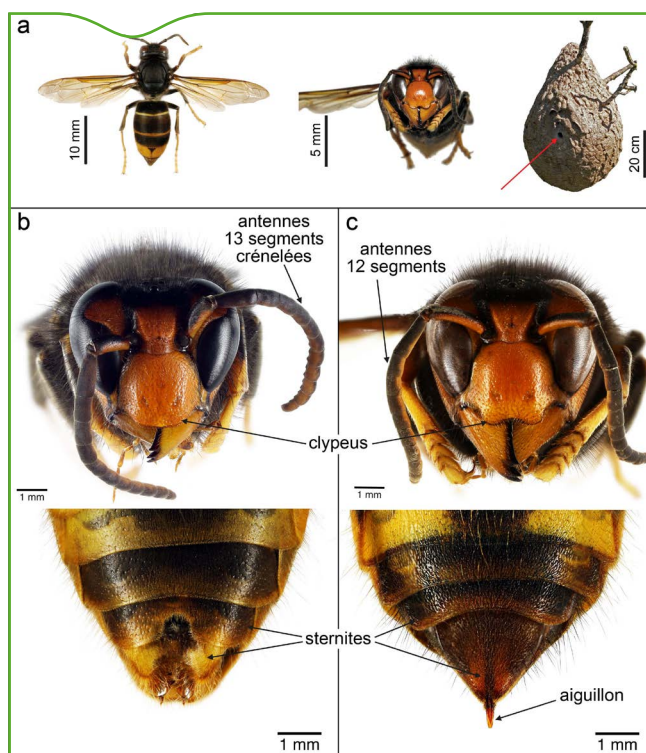 a
10 mm
5 mm
20 cm
b
antennes
13 segments
crénelées
c
antennes
12 segments
clypeus
1 mm
1 mm
sternites
aiguillon
1 mm
1 mm